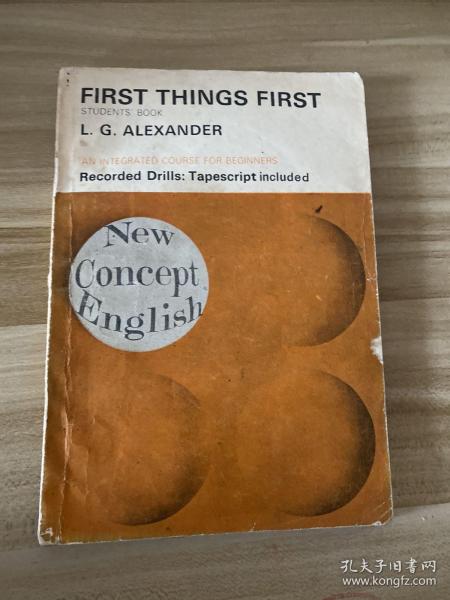 FIRST THINGS FIRST
STUDENTS' BOOK
L. G. ALEXANDER
AN INTEGRATED COURSE FOR BEGINNERS
Recorded Drills: Tapescript included
New
Concept
English
孔夫子旧书网
www.kongfz.com